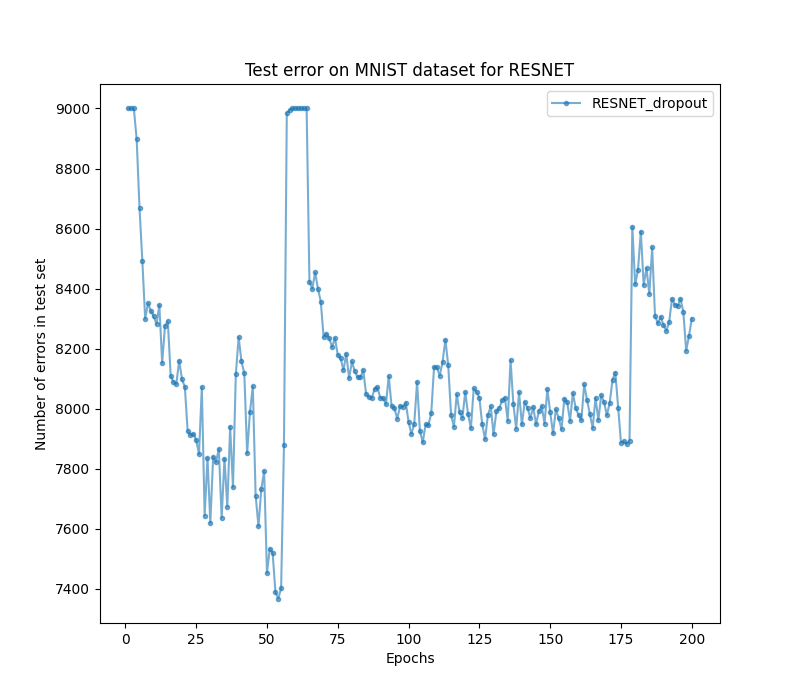 Test error on MNIST dataset for RESNET
RESNET_dropout
9000
8800
8600
8400
8200
8000
7800
7600
7400
Number of errors in test set
0 25 50 75 100 125 150 175 200
Epochs